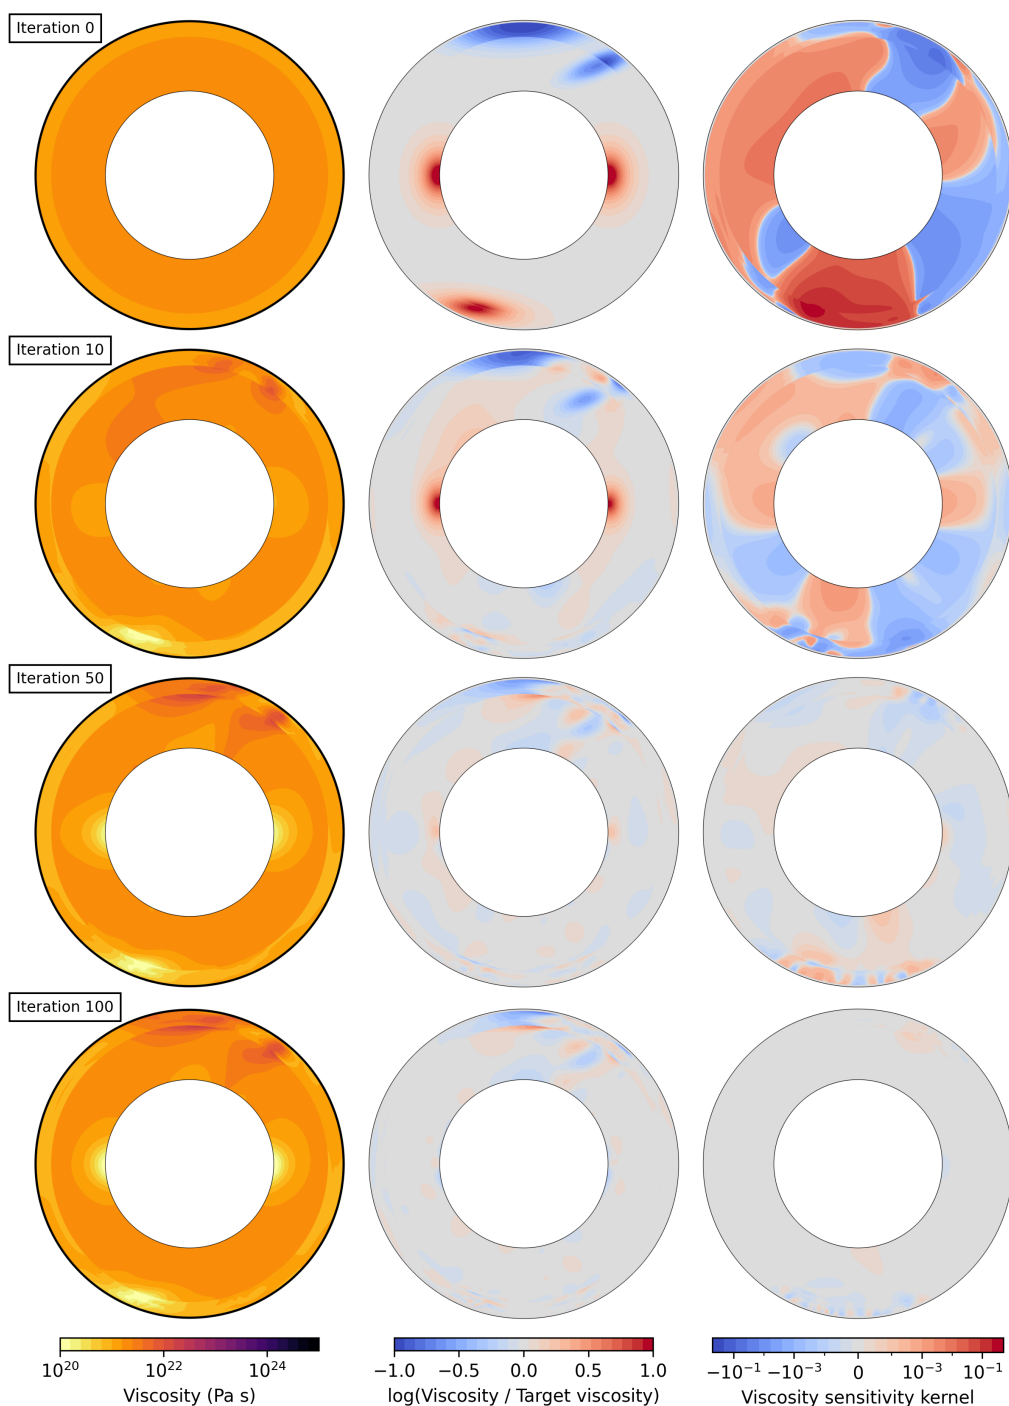 Iteration 0
Iteration 10
Iteration 50
Iteration 100
10^20 10^22 10^24
Viscosity (Pa s)
−1.0 −0.5 0.0 0.5 1.0
log(Viscosity / Target viscosity)
−10^−1 −10^−3 0 10^−3 10^−1
Viscosity sensitivity kernel